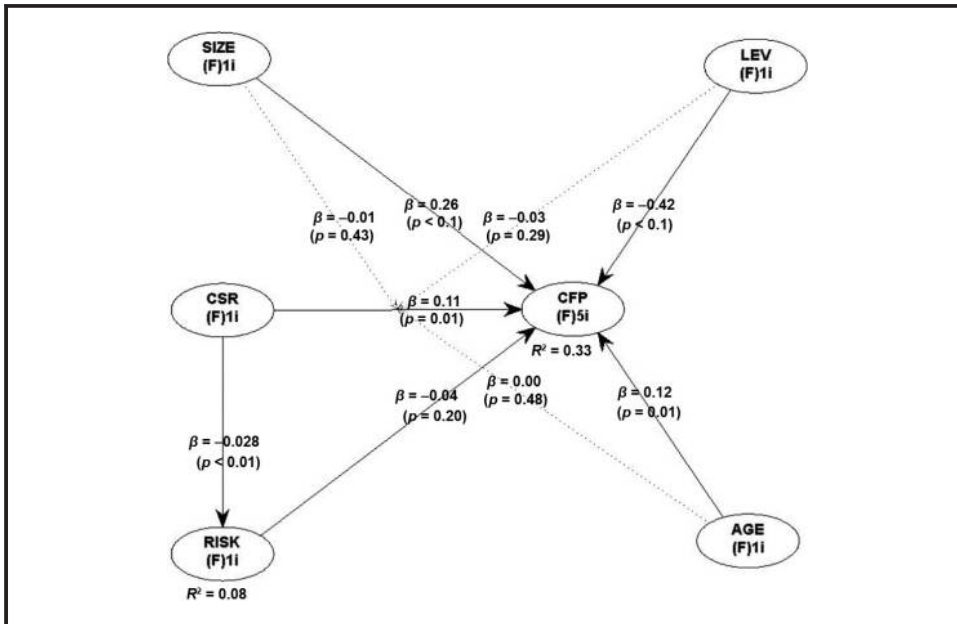 SIZE
(F)1i
LEV
(F)1i
β = –0.01
(p = 0.43)
β = 0.26
(p < 0.1)
β = –0.03
(p = 0.29)
β = –0.42
(p < 0.1)
CSR
(F)1i
β = 0.11
(p = 0.01)
CFP
(F)5i
R² = 0.33
β = –0.04
(p = 0.20)
β = 0.00
(p = 0.48)
β = 0.12
(p = 0.01)
β = –0.028
(p < 0.01)
RISK
(F)1i
R² = 0.08
AGE
(F)1i